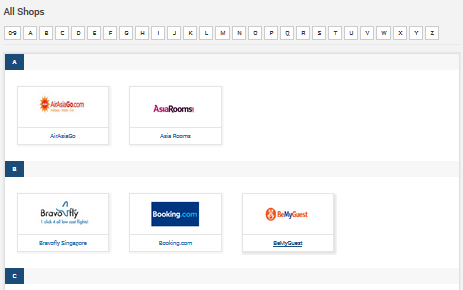 All Shops
0-9 A B C D E F G H I J K L M N O P Q R S T U V W X Y Z
A
AirAsiaGo.com
AsiaRooms
AirAsiaGo
Asia Rooms
B
Bravofly
1 click & all low cost flights!
Booking.com
BeMyGuest
Bravofly Singapore
Booking.com
BeMyGuest
C